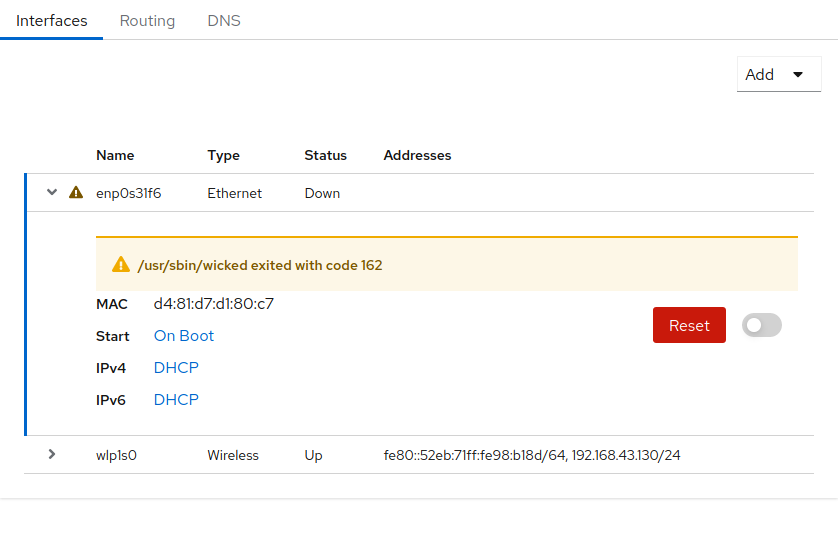 Interfaces Routing DNS
Add
Name Type Status Addresses
enp0s31f6 Ethernet Down
/usr/sbin/wicked exited with code 162
MAC d4:81:d7:d1:80:c7
Reset
Start On Boot
IPv4 DHCP
IPv6 DHCP
wlp1s0 Wireless Up fe80::52eb:71ff:fe98:b18d/64, 192.168.43.130/24